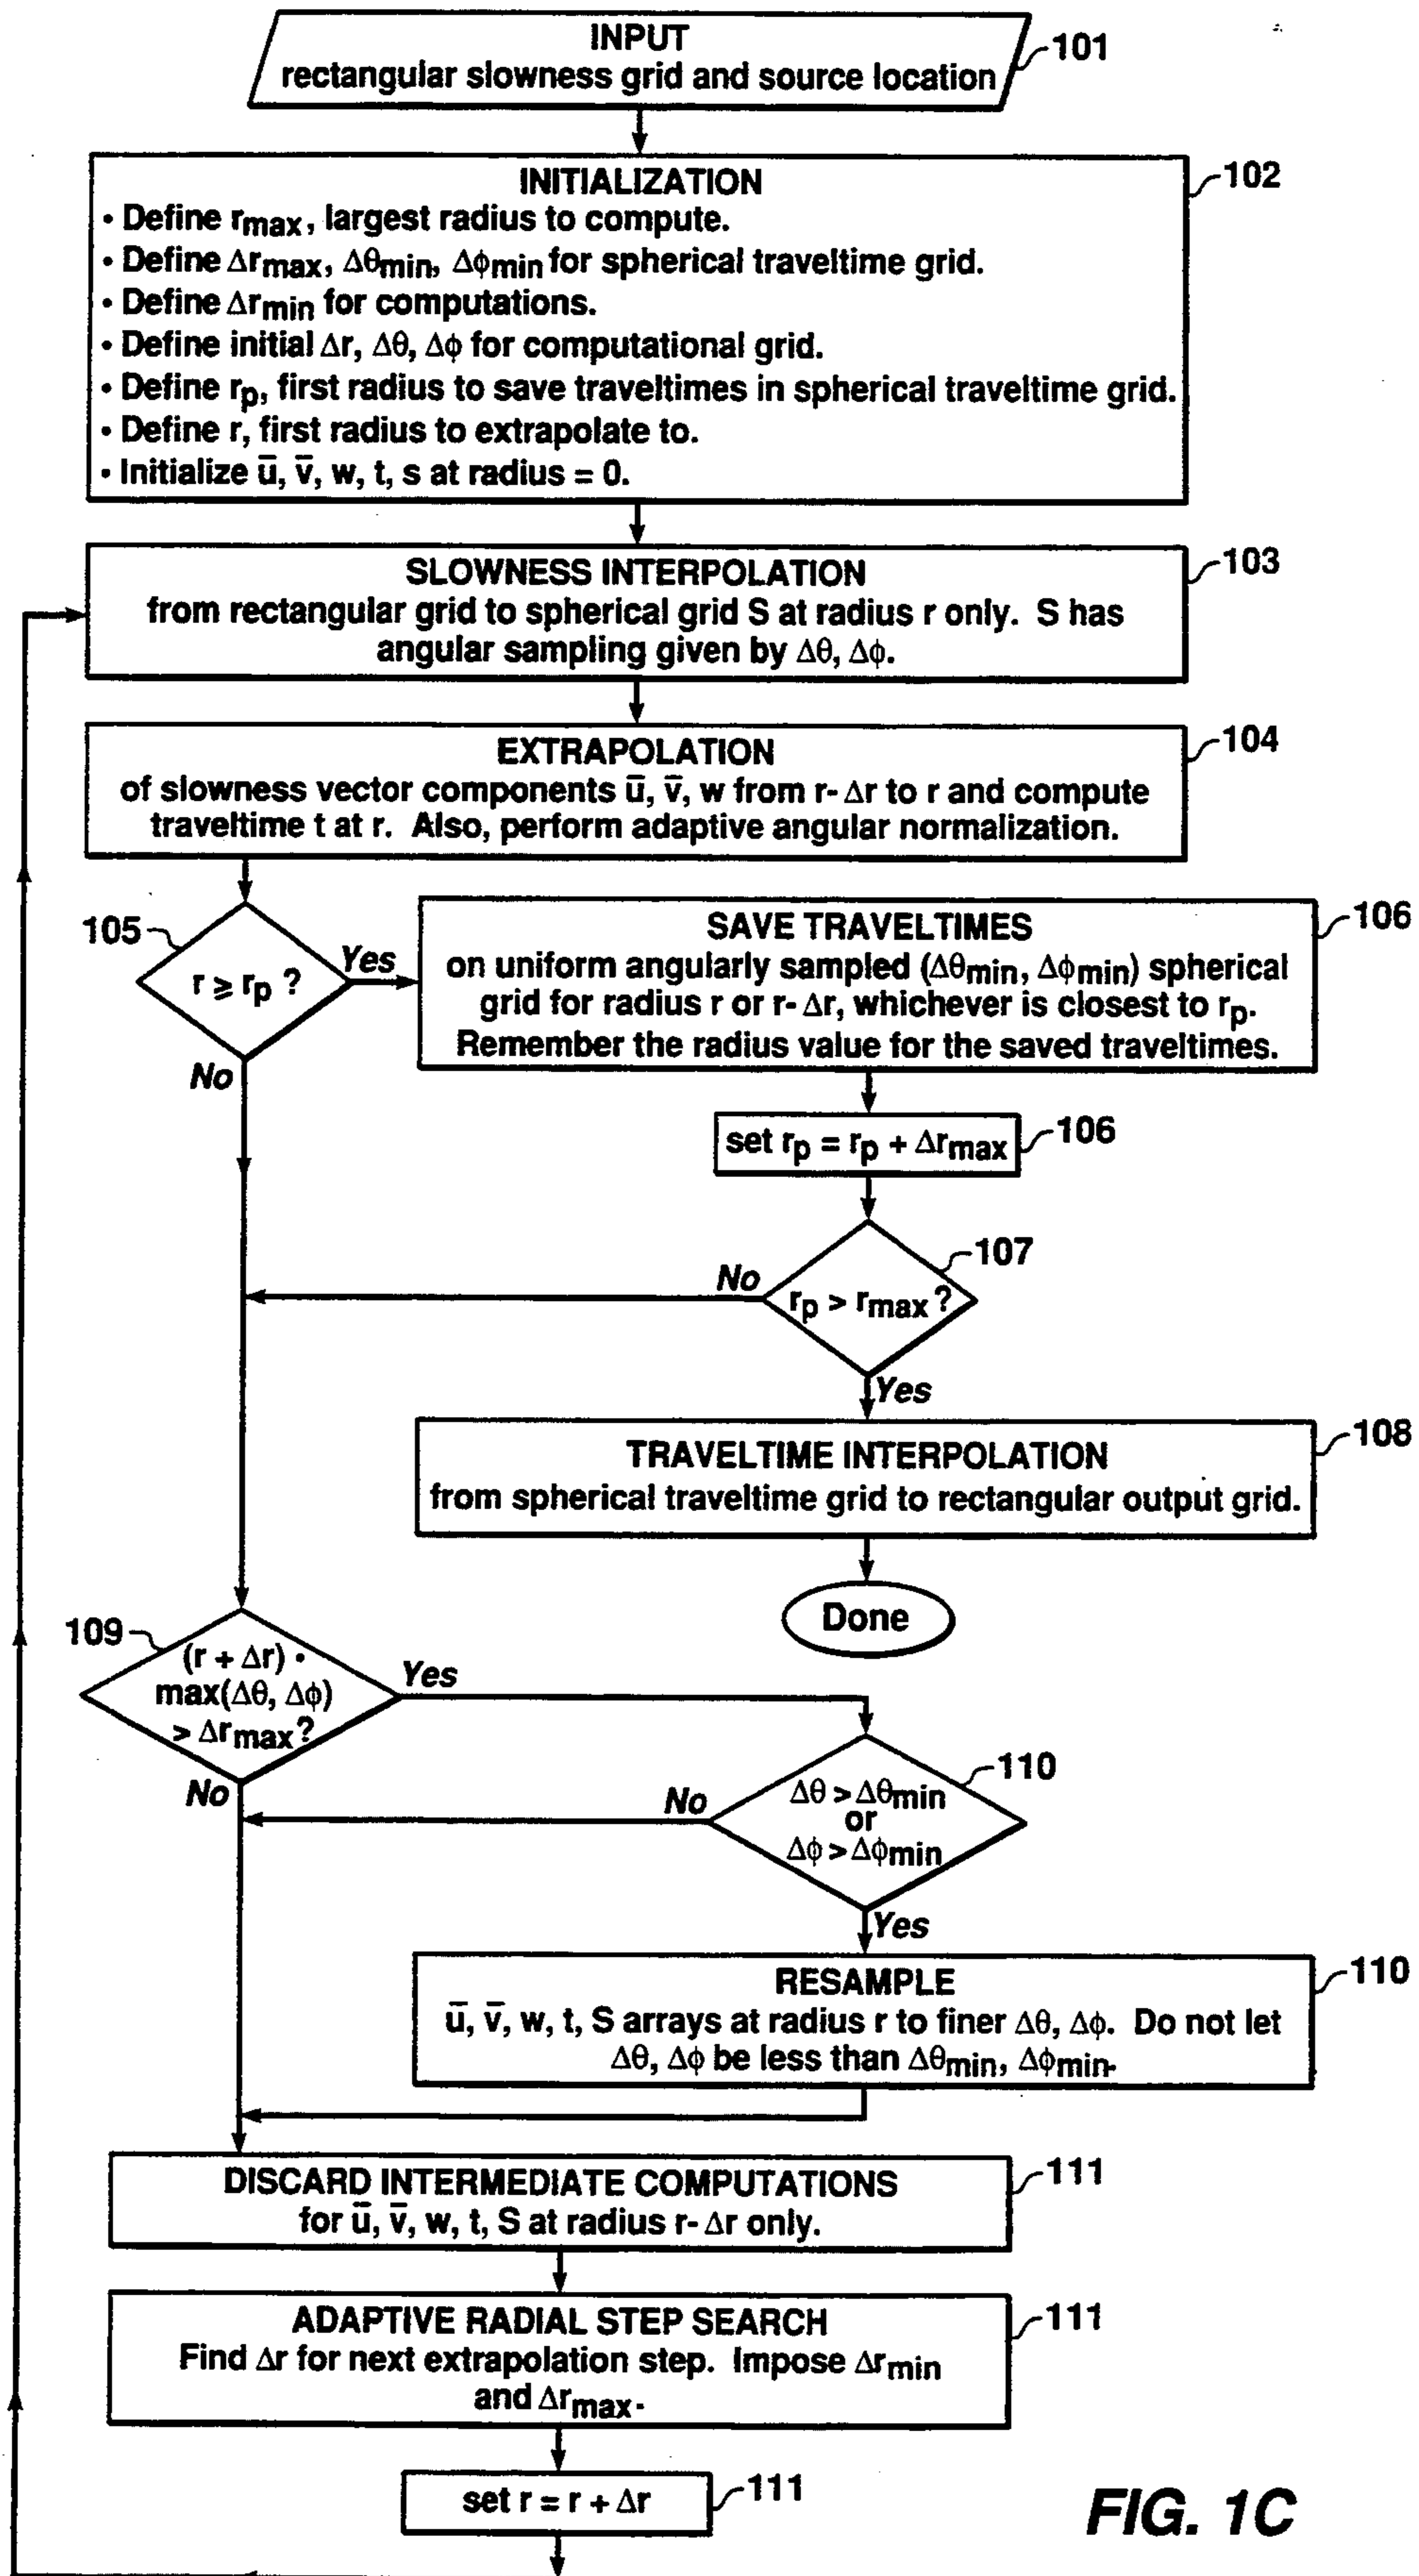 INPUT
rectangular slowness grid and source location
101
INITIALIZATION
102
• Define rmax, largest radius to compute.
• Define Δrmax, Δθmin, Δϕmin for spherical traveltime grid.
• Define Δrmin for computations.
• Define initial Δr, Δθ, Δϕ for computational grid.
• Define rp, first radius to save traveltimes in spherical traveltime grid.
• Define r, first radius to extrapolate to.
• Initialize ū, v̄, w, t, s at radius = 0.
SLOWNESS INTERPOLATION
103
from rectangular grid to spherical grid S at radius r only. S has
angular sampling given by Δθ, Δϕ.
EXTRAPOLATION
104
of slowness vector components ū, v̄, w from r- Δr to r and compute
traveltime t at r. Also, perform adaptive angular normalization.
105
r ≥ rp ?
Yes
No
SAVE TRAVELTIMES
106
on uniform angularly sampled (Δθmin, Δϕmin) spherical
grid for radius r or r- Δr, whichever is closest to rp.
Remember the radius value for the saved traveltimes.
set rp = rp + Δrmax
106
107
rp > rmax ?
No
Yes
TRAVELTIME INTERPOLATION
108
from spherical traveltime grid to rectangular output grid.
Done
109
(r + Δr) •
max(Δθ, Δϕ)
> Δrmax?
Yes
No
110
Δθ > Δθmin
or
Δϕ > Δϕmin
No
Yes
RESAMPLE
110
ū, v̄, w, t, S arrays at radius r to finer Δθ, Δϕ. Do not let
Δθ, Δϕ be less than Δθmin, Δϕmin.
DISCARD INTERMEDIATE COMPUTATIONS
111
for ū, v̄, w, t, S at radius r- Δr only.
ADAPTIVE RADIAL STEP SEARCH
111
Find Δr for next extrapolation step. Impose Δrmin
and Δrmax.
set r = r + Δr
111
FIG. 1C